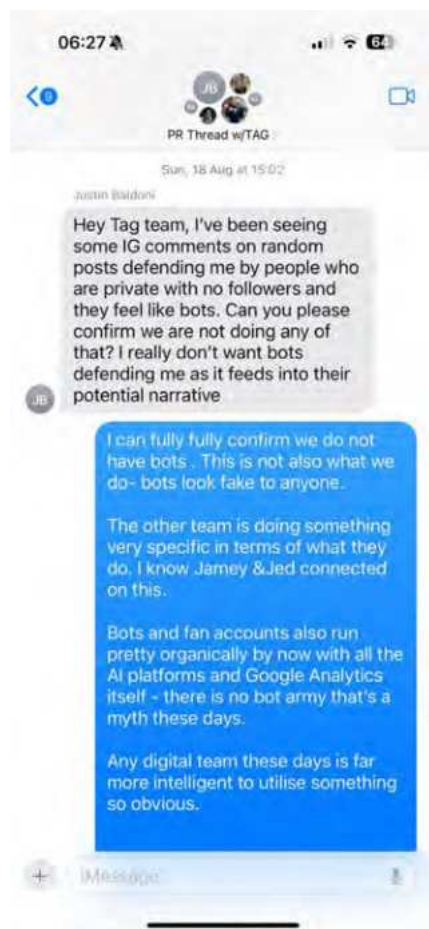 06:27
64
9
JB
PR Thread w/TAG
Sun, 18 Aug at 15:02
Justin Baldoni
Hey Tag team, I've been seeing
some IG comments on random
posts defending me by people who
are private with no followers and
they feel like bots. Can you please
confirm we are not doing any of
that? I really don't want bots
defending me as it feeds into their
potential narrative
JB
I can fully fully confirm we do not
have bots . This is not also what we
do- bots look fake to anyone.
The other team is doing something
very specific in terms of what they
do. I know Jamey &Jed connected
on this.
Bots and fan accounts also run
pretty organically by now with all the
AI platforms and Google Analytics
itself - there is no bot army that's a
myth these days.
Any digital team these days is far
more intelligent to utilise something
so obvious.
iMessage